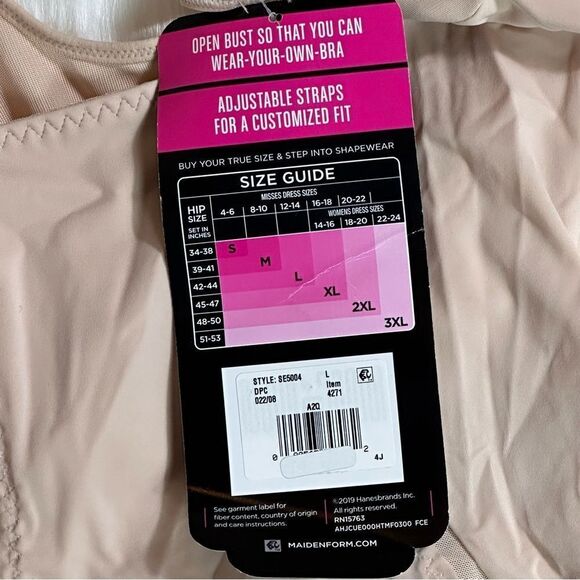 OPEN BUST SO THAT YOU CAN
WEAR-YOUR-OWN-BRA
ADJUSTABLE STRAPS
FOR A CUSTOMIZED FIT
BUY YOUR TRUE SIZE & STEP INTO SHAPEWEAR
SIZE GUIDE
HIP SIZE SET IN INCHES
MISSES DRESS SIZES
4-6 8-10 12-14 16-18 20-22
WOMENS DRESS SIZES
14-16 18-20 22-24
34-38 S
39-41 M
42-44 L
45-47 XL
48-50 2XL
51-53 3XL
STYLE: SE5004 L
DPC Item
022/08 4271
A2Q
0 2 4J
See garment label for
fiber content, country of origin
and care instructions.
©2019 Hanesbrands Inc.
All rights reserved.
RN15763
AHJCUE000HTMF0300 FCE
MAIDENFORM.COM